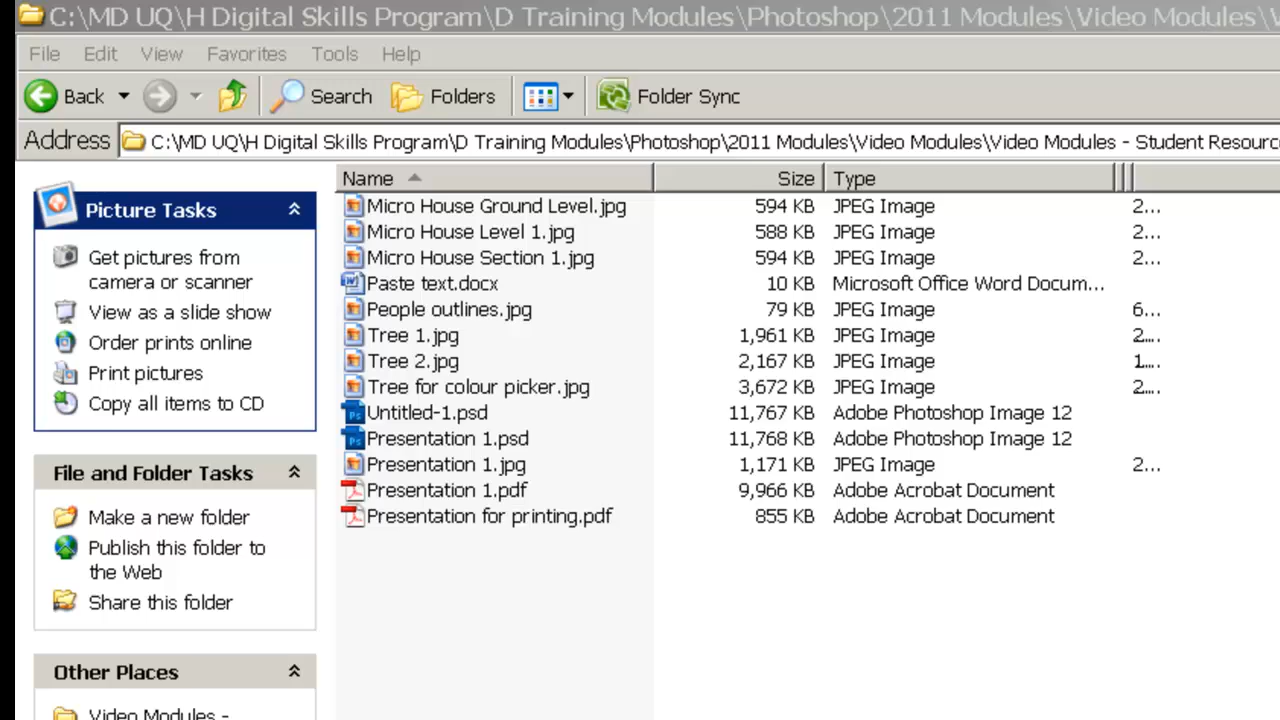 C:\MD UQ\H Digital Skills Program\D Training Modules\Photoshop\2011 Modules\Video Modules\
File Edit View Favorites Tools Help
Back Search Folders Folder Sync
Address C:\MD UQ\H Digital Skills Program\D Training Modules\Photoshop\2011 Modules\Video Modules\Video Modules - Student Resourc
Picture Tasks
Get pictures from
camera or scanner
View as a slide show
Order prints online
Print pictures
Copy all items to CD
File and Folder Tasks
Make a new folder
Publish this folder to
the Web
Share this folder
Other Places
Video Modules -
Name Size Type
Micro House Ground Level.jpg 594 KB JPEG Image 2...
Micro House Level 1.jpg 588 KB JPEG Image 2...
Micro House Section 1.jpg 594 KB JPEG Image 2...
Paste text.docx 10 KB Microsoft Office Word Docum...
People outlines.jpg 79 KB JPEG Image 6...
Tree 1.jpg 1,961 KB JPEG Image 2...
Tree 2.jpg 2,167 KB JPEG Image 1...
Tree for colour picker.jpg 3,672 KB JPEG Image 2...
Untitled-1.psd 11,767 KB Adobe Photoshop Image 12
Presentation 1.psd 11,768 KB Adobe Photoshop Image 12
Presentation 1.jpg 1,171 KB JPEG Image 2...
Presentation 1.pdf 9,966 KB Adobe Acrobat Document
Presentation for printing.pdf 855 KB Adobe Acrobat Document